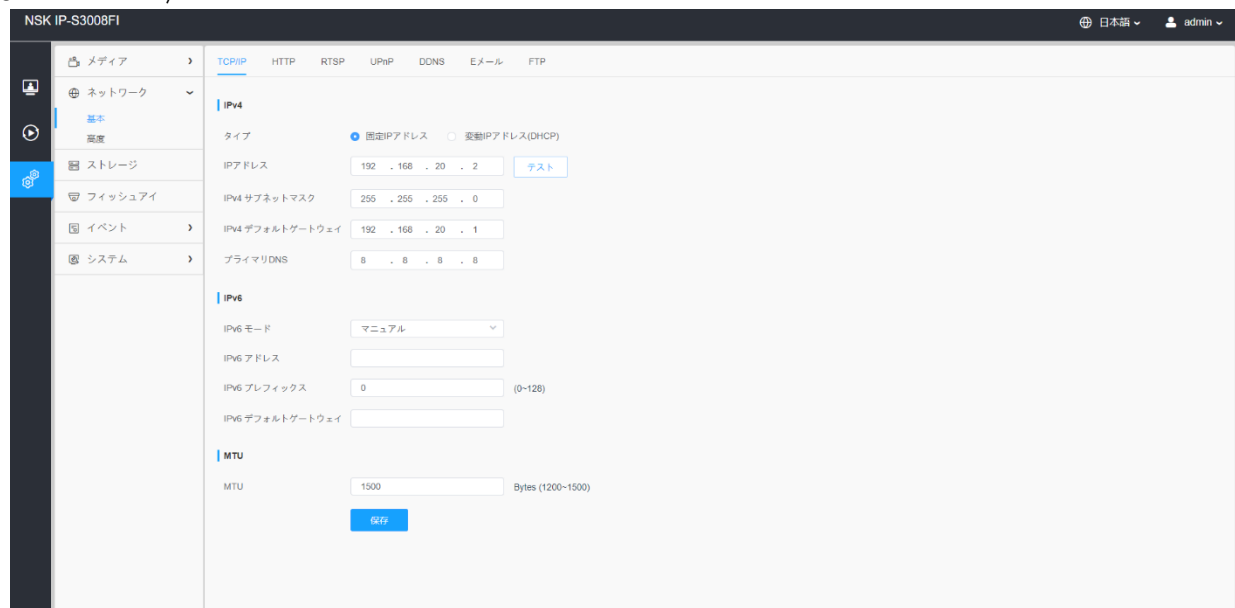 NSK IP-S3008FI
日本語
admin
メディア
ネットワーク
基本
高度
ストレージ
フィッシュアイ
イベント
システム
TCP/IP HTTP RTSP UPnP DDNS Eメール FTP
IPv4
タイプ 固定IPアドレス 変動IPアドレス(DHCP)
IPアドレス 192 . 168 . 20 . 2 テスト
IPv4 サブネットマスク 255 . 255 . 255 . 0
IPv4 デフォルトゲートウェイ 192 . 168 . 20 . 1
プライマリDNS 8 . 8 . 8 . 8
IPv6
IPv6 モード マニュアル
IPv6 アドレス
IPv6 プレフィックス 0 (0~128)
IPv6 デフォルトゲートウェイ
MTU
MTU 1500 Bytes (1200~1500)
保存